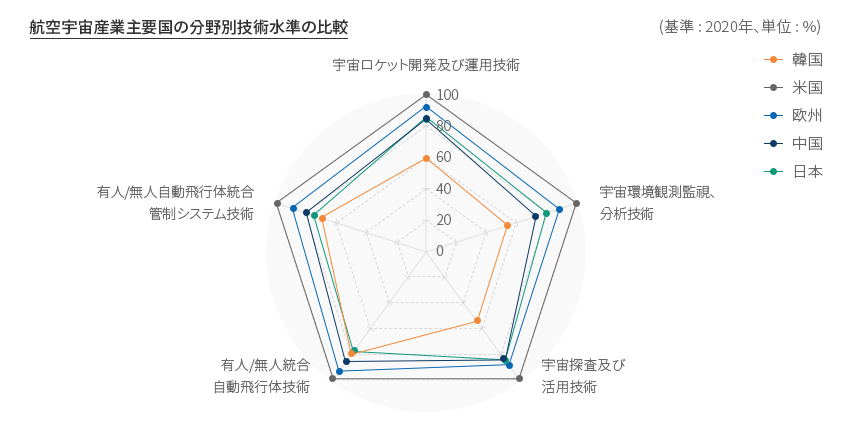 航空宇宙産業主要国の分野別技術水準の比較
(基準 : 2020年、単位 : %)
韓国
米国
欧州
中国
日本
宇宙ロケット開発及び運用技術
100
80
60
40
20
0
宇宙環境観測監視、
分析技術
宇宙探査及び
活用技術
有人/無人統合
自動飛行体技術
有人/無人自動飛行体統合
管制システム技術